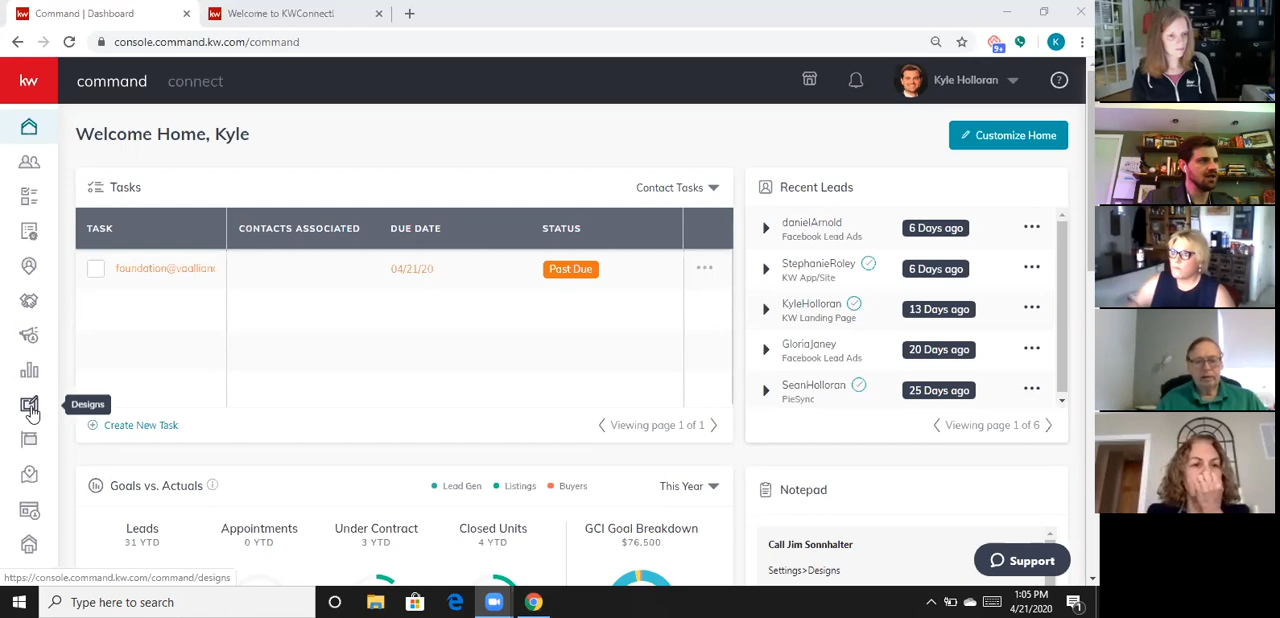 kw Command | Dashboard
kw Welcome to KWConnect!
console.command.kw.com/command
9+
K
kw command connect
Kyle Holloran
Welcome Home, Kyle
Customize Home
Tasks
Contact Tasks
TASK CONTACTS ASSOCIATED DUE DATE STATUS
foundation@vaallianc 04/21/20 Past Due
Create New Task
Viewing page 1 of 1
Recent Leads
danielArnold 6 Days ago
Facebook Lead Ads
StephanieRoley 6 Days ago
KW App/Site
KyleHolloran 13 Days ago
KW Landing Page
GloriaJaney 20 Days ago
Facebook Lead Ads
SeanHolloran 25 Days ago
PieSync
Viewing page 1 of 6
Designs
Goals vs. Actuals
Lead Gen Listings Buyers
This Year
Leads Appointments Under Contract Closed Units GCI Goal Breakdown
31 YTD 0 YTD 3 YTD 4 YTD $76,500
Notepad
Call Jim Sonnhalter
Settings>Designs
Support
https://console.command.kw.com/command/designs
Type here to search
1:05 PM
4/21/2020
1